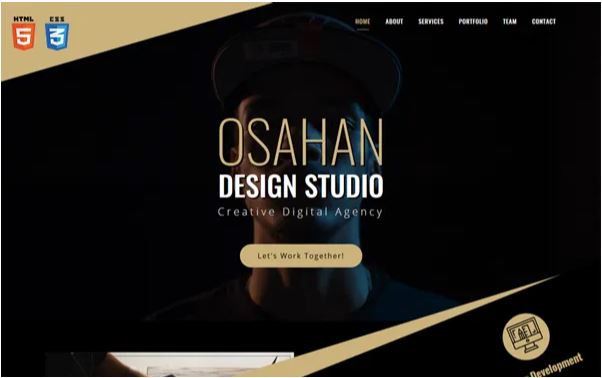 HTML
5
CSS
3
HOME ABOUT SERVICES PORTFOLIO TEAM CONTACT
OSAHAN
DESIGN STUDIO
Creative Digital Agency
Let's Work Together!
Development